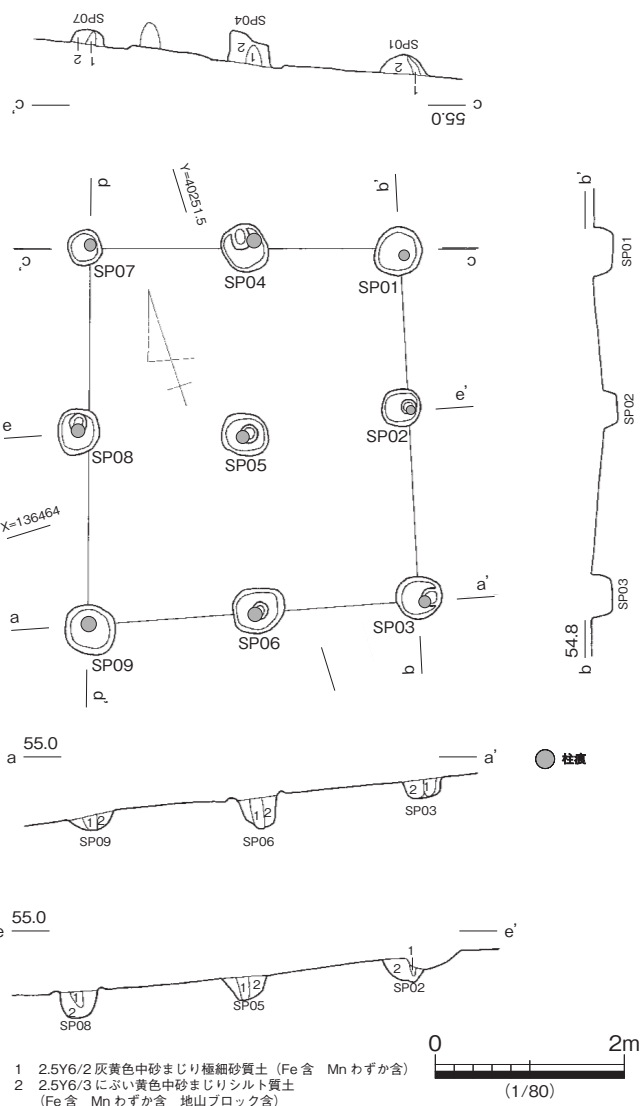 SP07
SP04
SP01
2
1
2
1
2
1
c'
c
55.0
d
Y=40251.5
b'
b'
c'
c
SP07
SP04
SP01
SP01
e
e'
SP08
SP05
SP02
SP02
X=136464
a
a'
SP09
SP06
SP03
SP03
d'
b
54.8
b
a 55.0
a'
柱痕
1 2
1 2
2 1
SP09
SP06
SP03
e 55.0
e'
1
2
1 2
2
1
SP08
SP05
SP02
1 2.5Y6/2 灰黄色中砂まじり極細砂質土(Fe 含 Mn わずか含)
2 2.5Y6/3 にぶい黄色中砂まじりシルト質土
(Fe 含 Mn わずか含 地山ブロック含)
0
2m
(1/80)